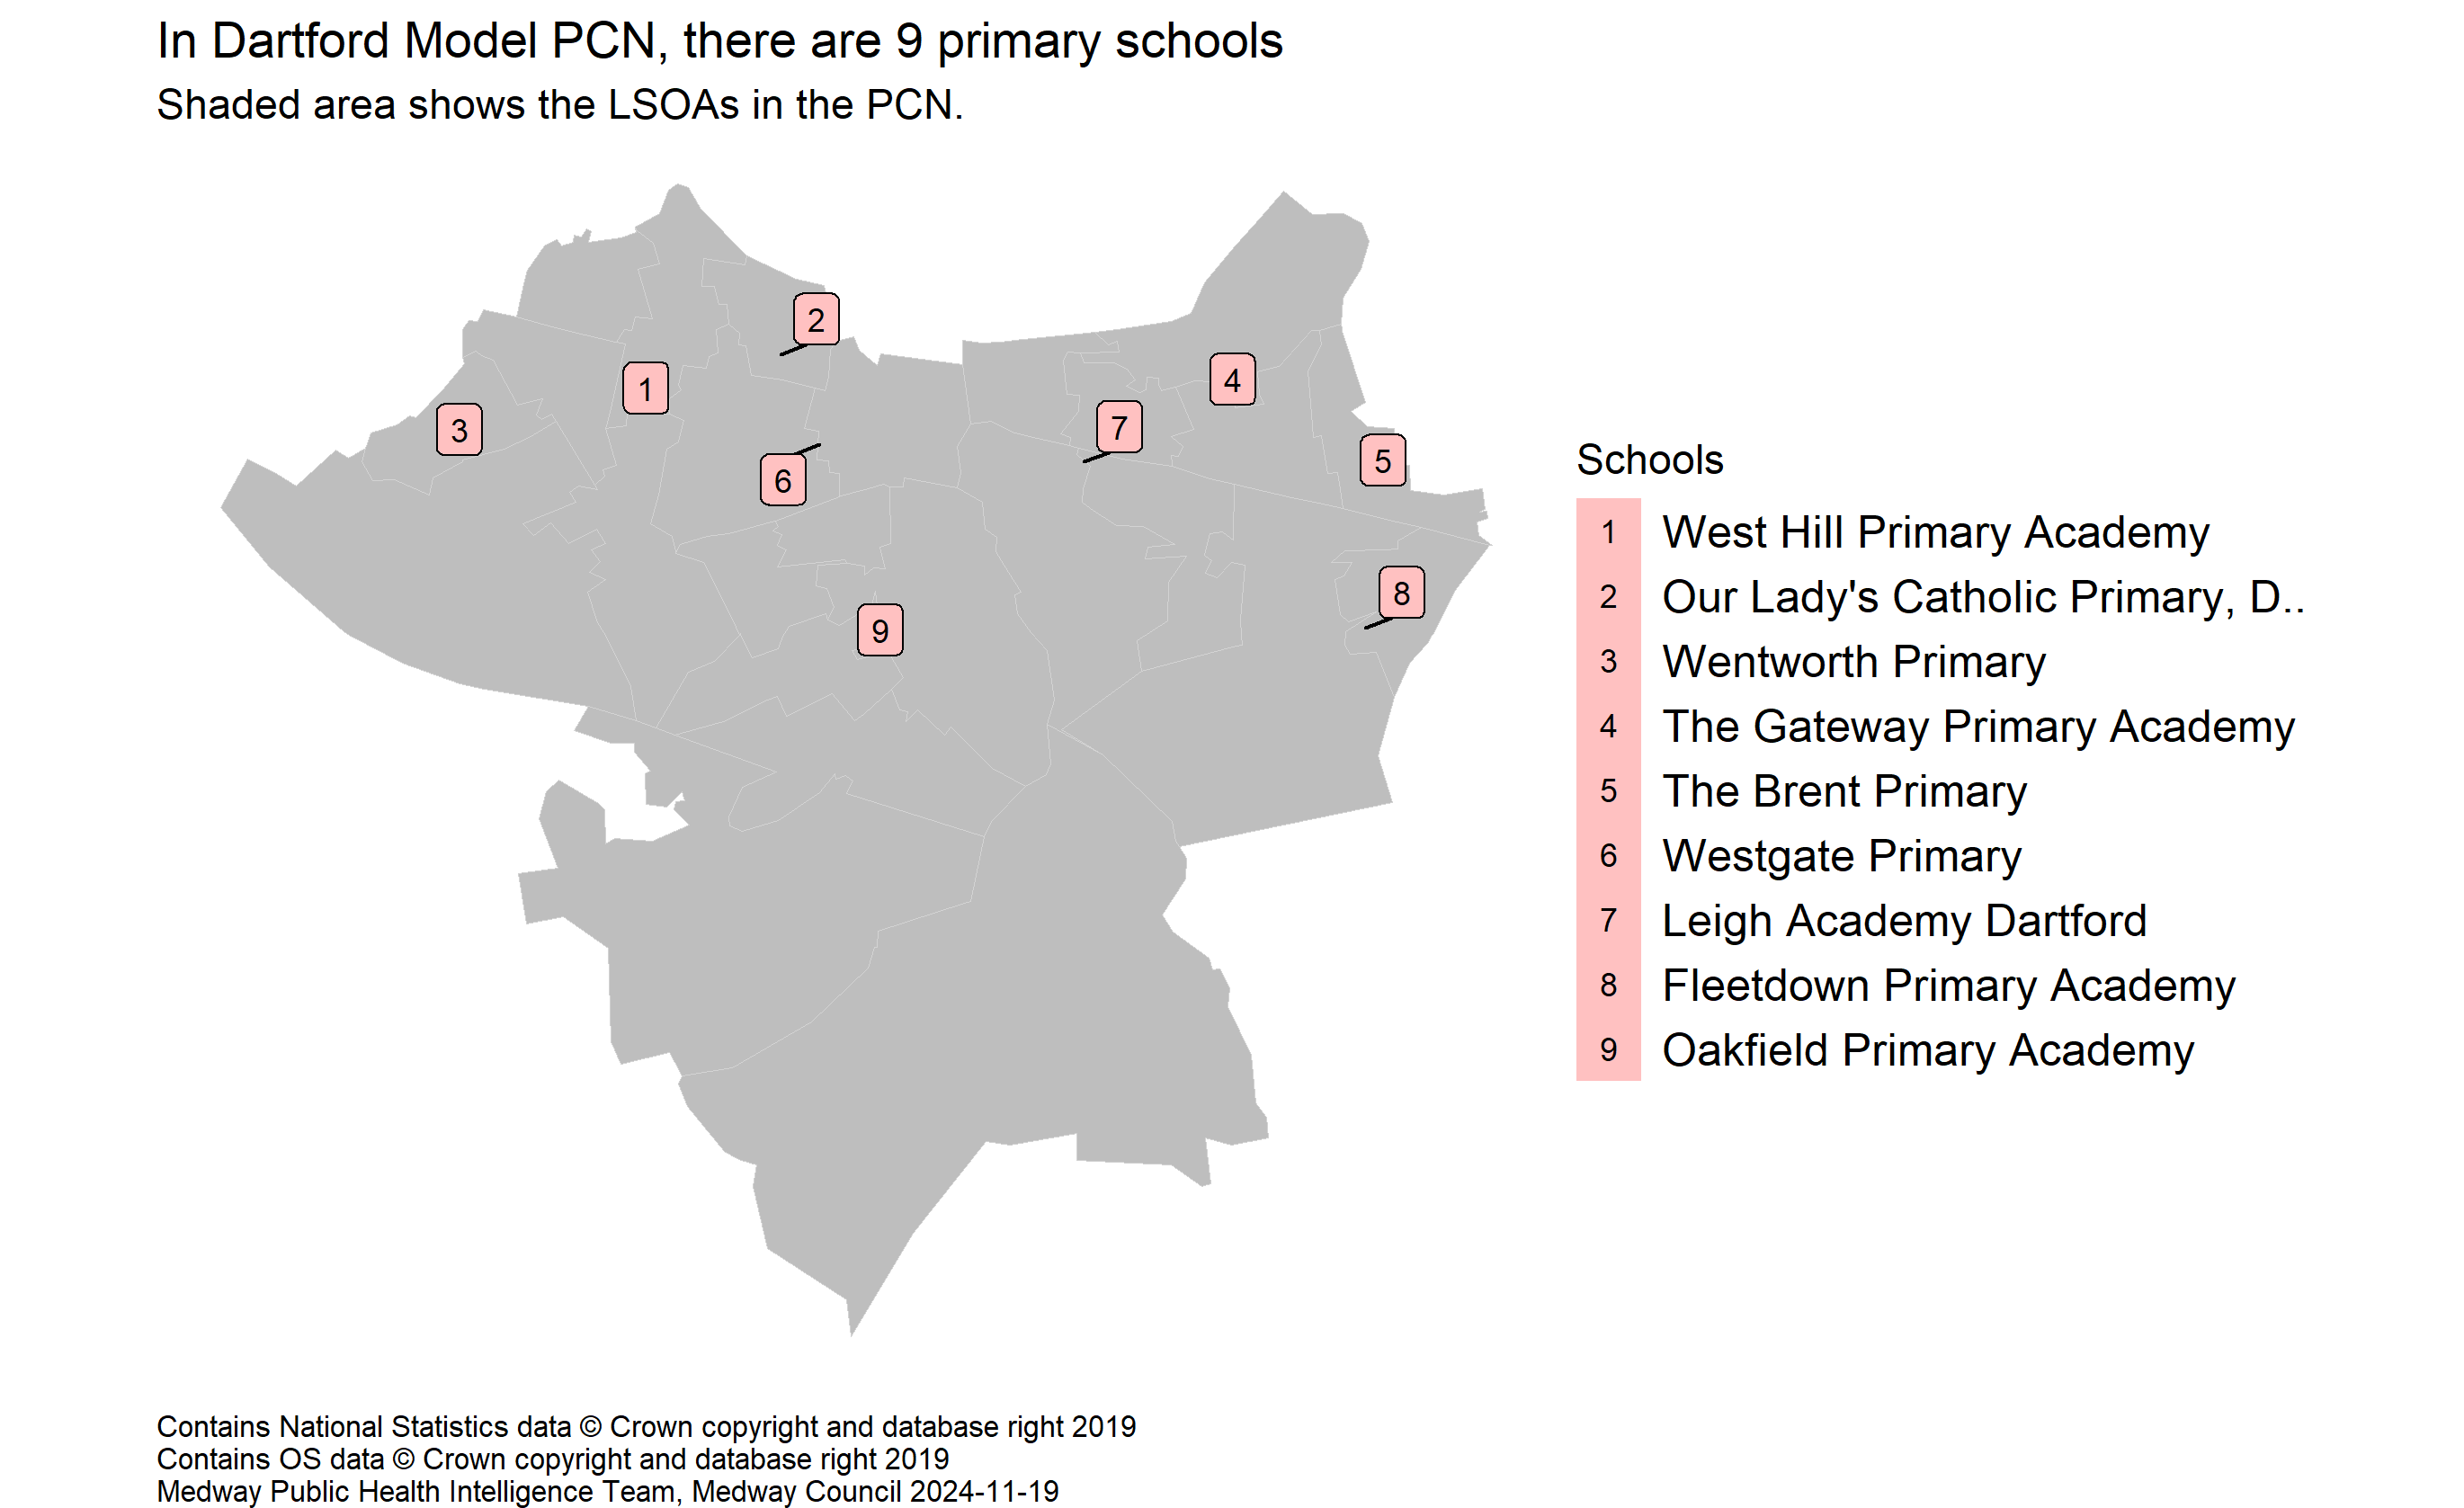 In Dartford Model PCN, there are 9 primary schools
Shaded area shows the LSOAs in the PCN.
2
1
4
3
7
5
6
8
9
Schools
1 West Hill Primary Academy
2 Our Lady's Catholic Primary, D..
3 Wentworth Primary
4 The Gateway Primary Academy
5 The Brent Primary
6 Westgate Primary
7 Leigh Academy Dartford
8 Fleetdown Primary Academy
9 Oakfield Primary Academy
Contains National Statistics data © Crown copyright and database right 2019
Contains OS data © Crown copyright and database right 2019
Medway Public Health Intelligence Team, Medway Council 2024-11-19